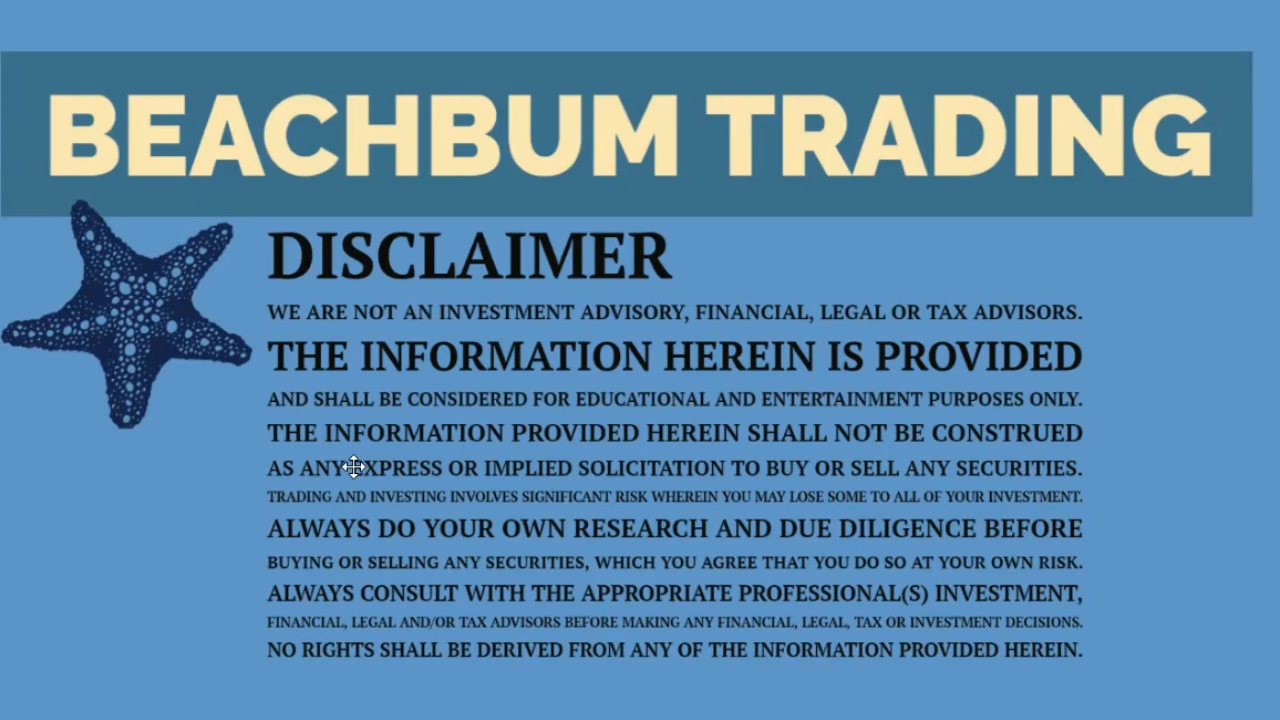 BEACHBUM TRADING
DISCLAIMER
WE ARE NOT AN INVESTMENT ADVISORY, FINANCIAL, LEGAL OR TAX ADVISORS.
THE INFORMATION HEREIN IS PROVIDED
AND SHALL BE CONSIDERED FOR EDUCATIONAL AND ENTERTAINMENT PURPOSES ONLY.
THE INFORMATION PROVIDED HEREIN SHALL NOT BE CONSTRUED
AS ANY EXPRESS OR IMPLIED SOLICITATION TO BUY OR SELL ANY SECURITIES.
TRADING AND INVESTING INVOLVES SIGNIFICANT RISK WHEREIN YOU MAY LOSE SOME TO ALL OF YOUR INVESTMENT.
ALWAYS DO YOUR OWN RESEARCH AND DUE DILIGENCE BEFORE
BUYING OR SELLING ANY SECURITIES, WHICH YOU AGREE THAT YOU DO SO AT YOUR OWN RISK.
ALWAYS CONSULT WITH THE APPROPRIATE PROFESSIONAL(S) INVESTMENT,
FINANCIAL, LEGAL AND/OR TAX ADVISORS BEFORE MAKING ANY FINANCIAL, LEGAL, TAX OR INVESTMENT DECISIONS.
NO RIGHTS SHALL BE DERIVED FROM ANY OF THE INFORMATION PROVIDED HEREIN.